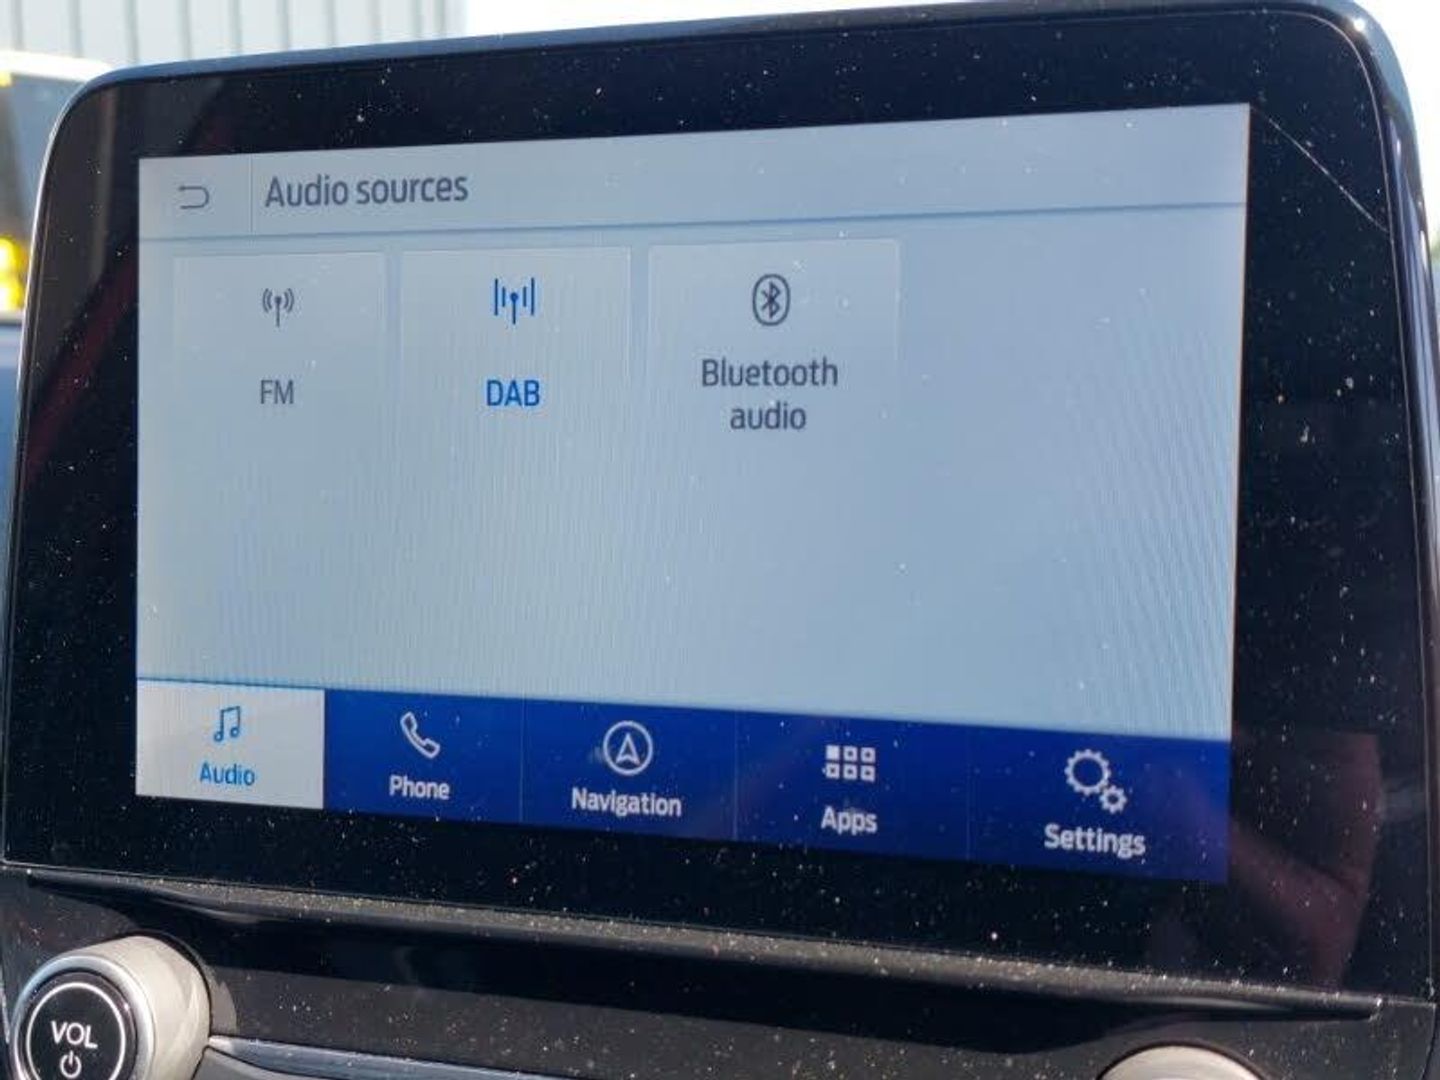 Audio sources
FM
DAB
Bluetooth
audio
Audio
Phone
Navigation
Apps
Settings
VOL